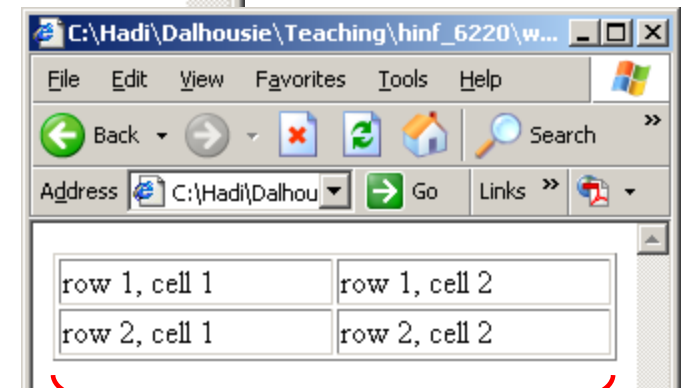 C:\Hadi\Dalhousie\Teaching\hinf_6220\w...
File Edit View Favorites Tools Help
Back Search »
Address C:\Hadi\Dalhou Go Links »
row 1, cell 1 row 1, cell 2
row 2, cell 1 row 2, cell 2